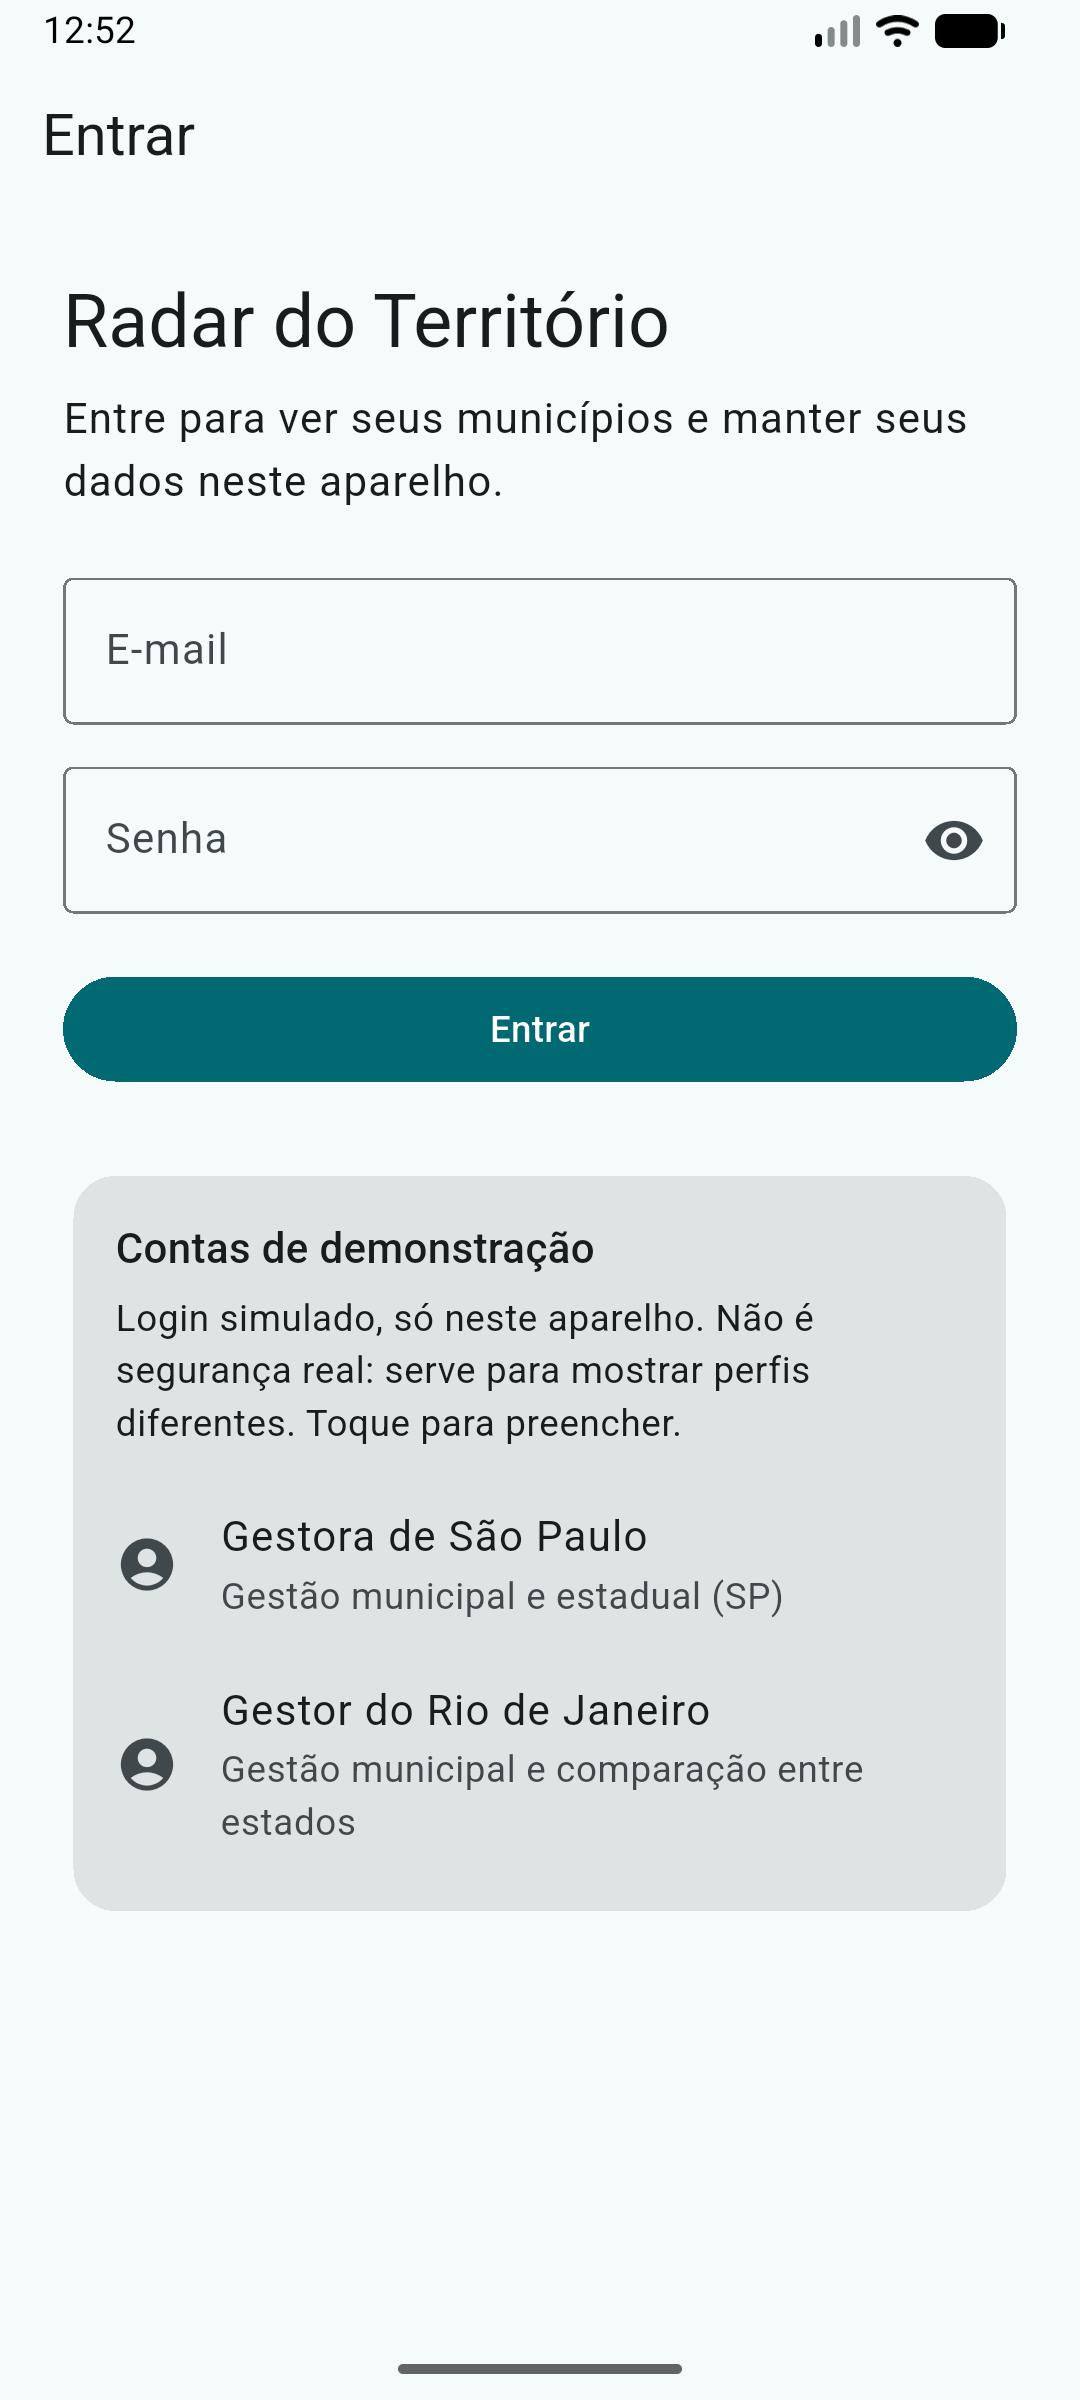 12:52
Entrar
Radar do Território
Entre para ver seus municípios e manter seus
dados neste aparelho.
E-mail
Senha
Entrar
Contas de demonstração
Login simulado, só neste aparelho. Não é
segurança real: serve para mostrar perfis
diferentes. Toque para preencher.
Gestora de São Paulo
Gestão municipal e estadual (SP)
Gestor do Rio de Janeiro
Gestão municipal e comparação entre
estados